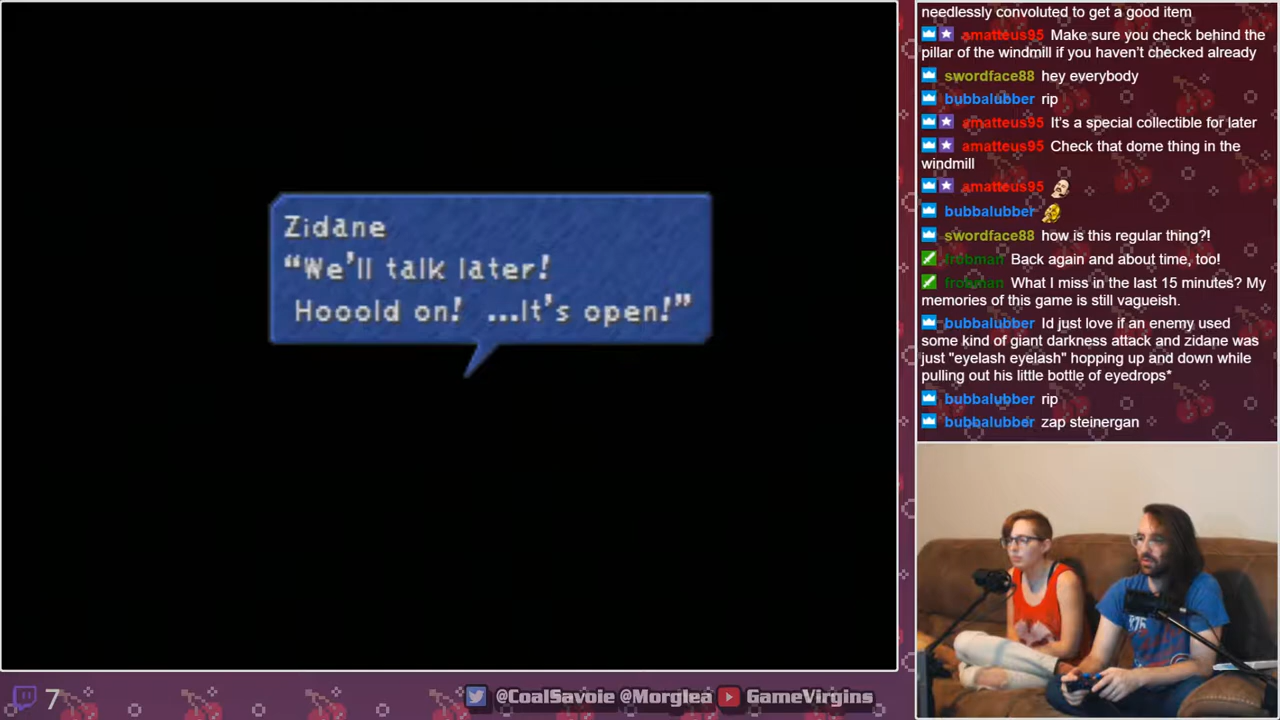 Zidane
“We'll talk later!
Hooold on! ...It's open!”
needlessly convoluted to get a good item
amatteus95 Make sure you check behind the
pillar of the windmill if you haven’t checked already
swordface88 hey everybody
bubbalubber rip
amatteus95 It’s a special collectible for later
amatteus95 Check that dome thing in the
windmill
amatteus95
bubbalubber
swordface88 how is this regular thing?!
frobman Back again and about time, too!
frobman What I miss in the last 15 minutes? My
memories of this game is still vagueish.
bubbalubber Id just love if an enemy used
some kind of giant darkness attack and zidane was
just "eyelash eyelash" hopping up and down while
pulling out his little bottle of eyedrops*
bubbalubber rip
bubbalubber zap steinergan
7
@CoalSavoie @Morglea GameVirgins